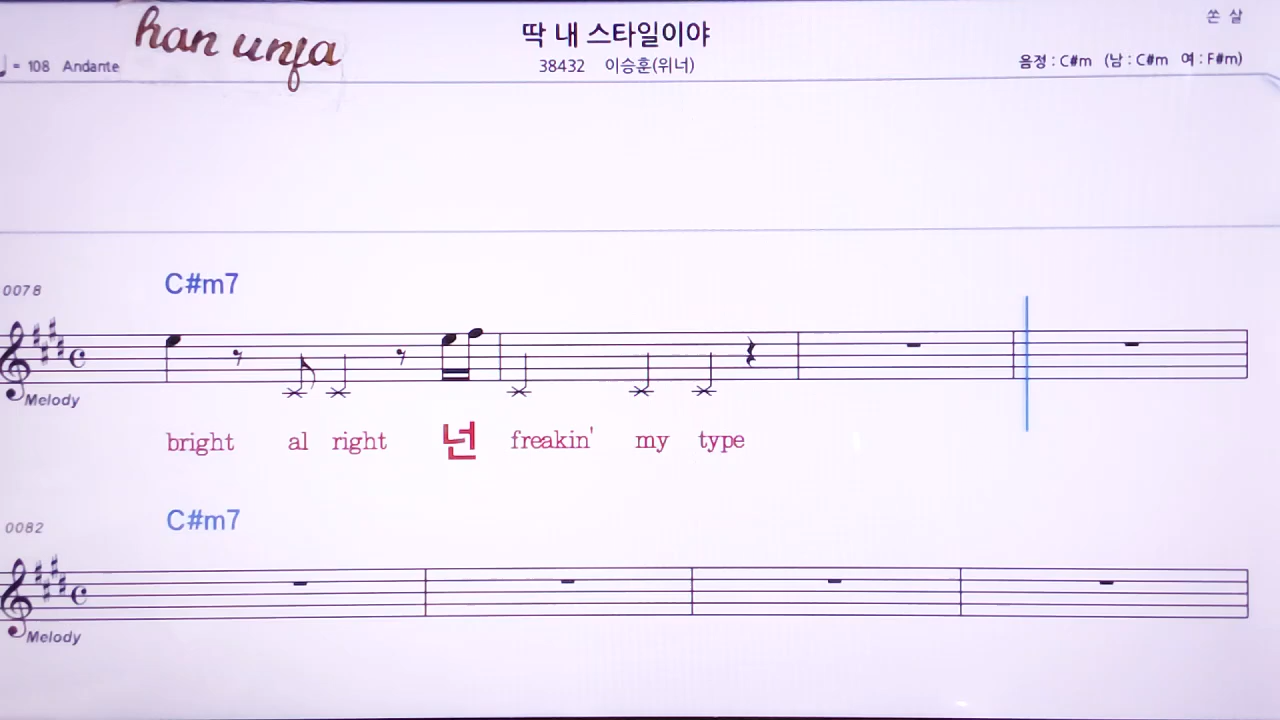 han unfa
딱 내 스타일이야
쏜 살
♩ = 108 Andante
38432 이승훈(위너)
음정 : C#m (남 : C#m 여 : F#m)
C#m7
0078
Melody
bright al right 넌 freakin' my type
C#m7
0082
Melody